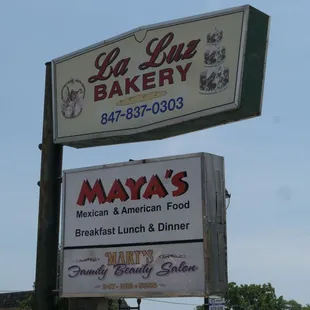 La Luz
BAKERY
847-837-0303
MAYA'S
Mexican & American Food
Breakfast Lunch & Dinner
MARY'S
Family Beauty Salon